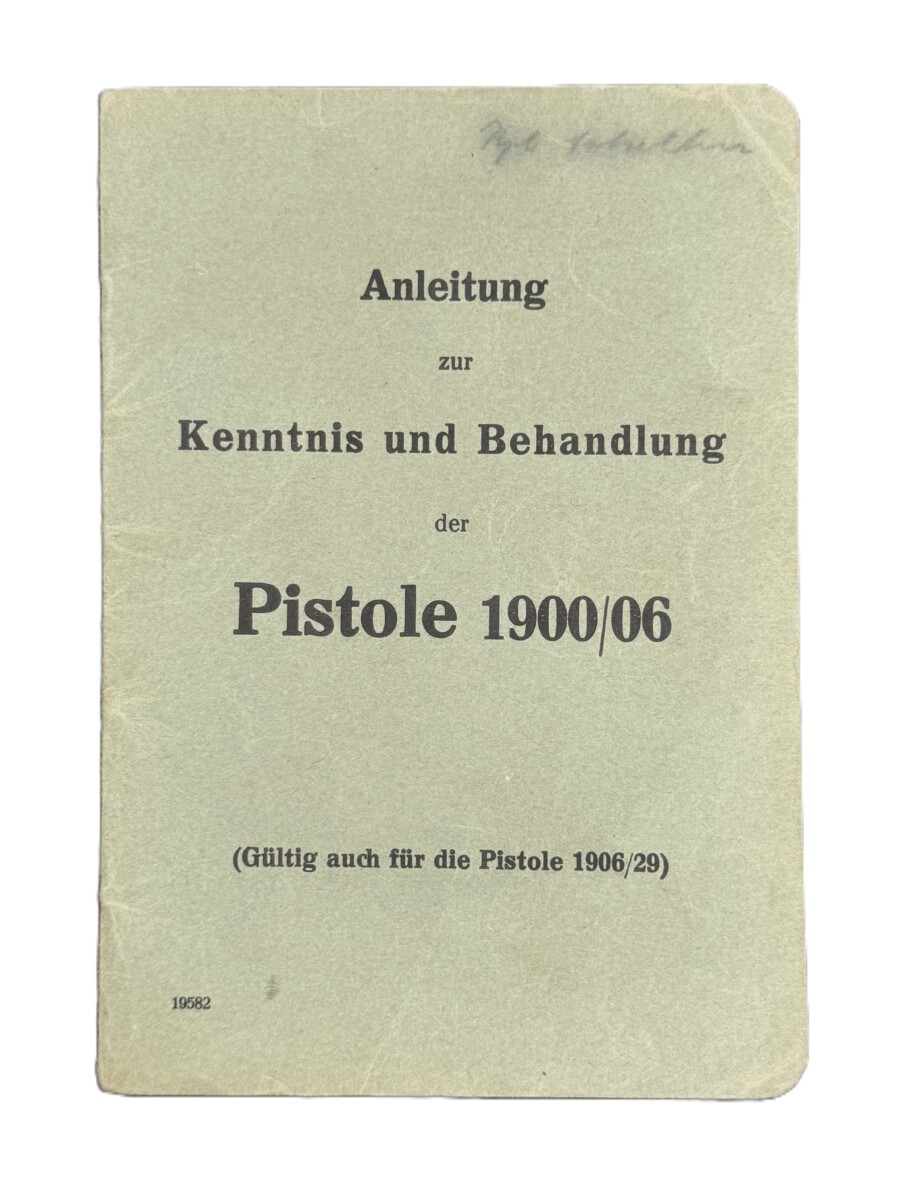 Anleitung
zur
Kenntnis und Behandlung
der
Pistole 1900/06
(Gültig auch für die Pistole 1906/29)
19582